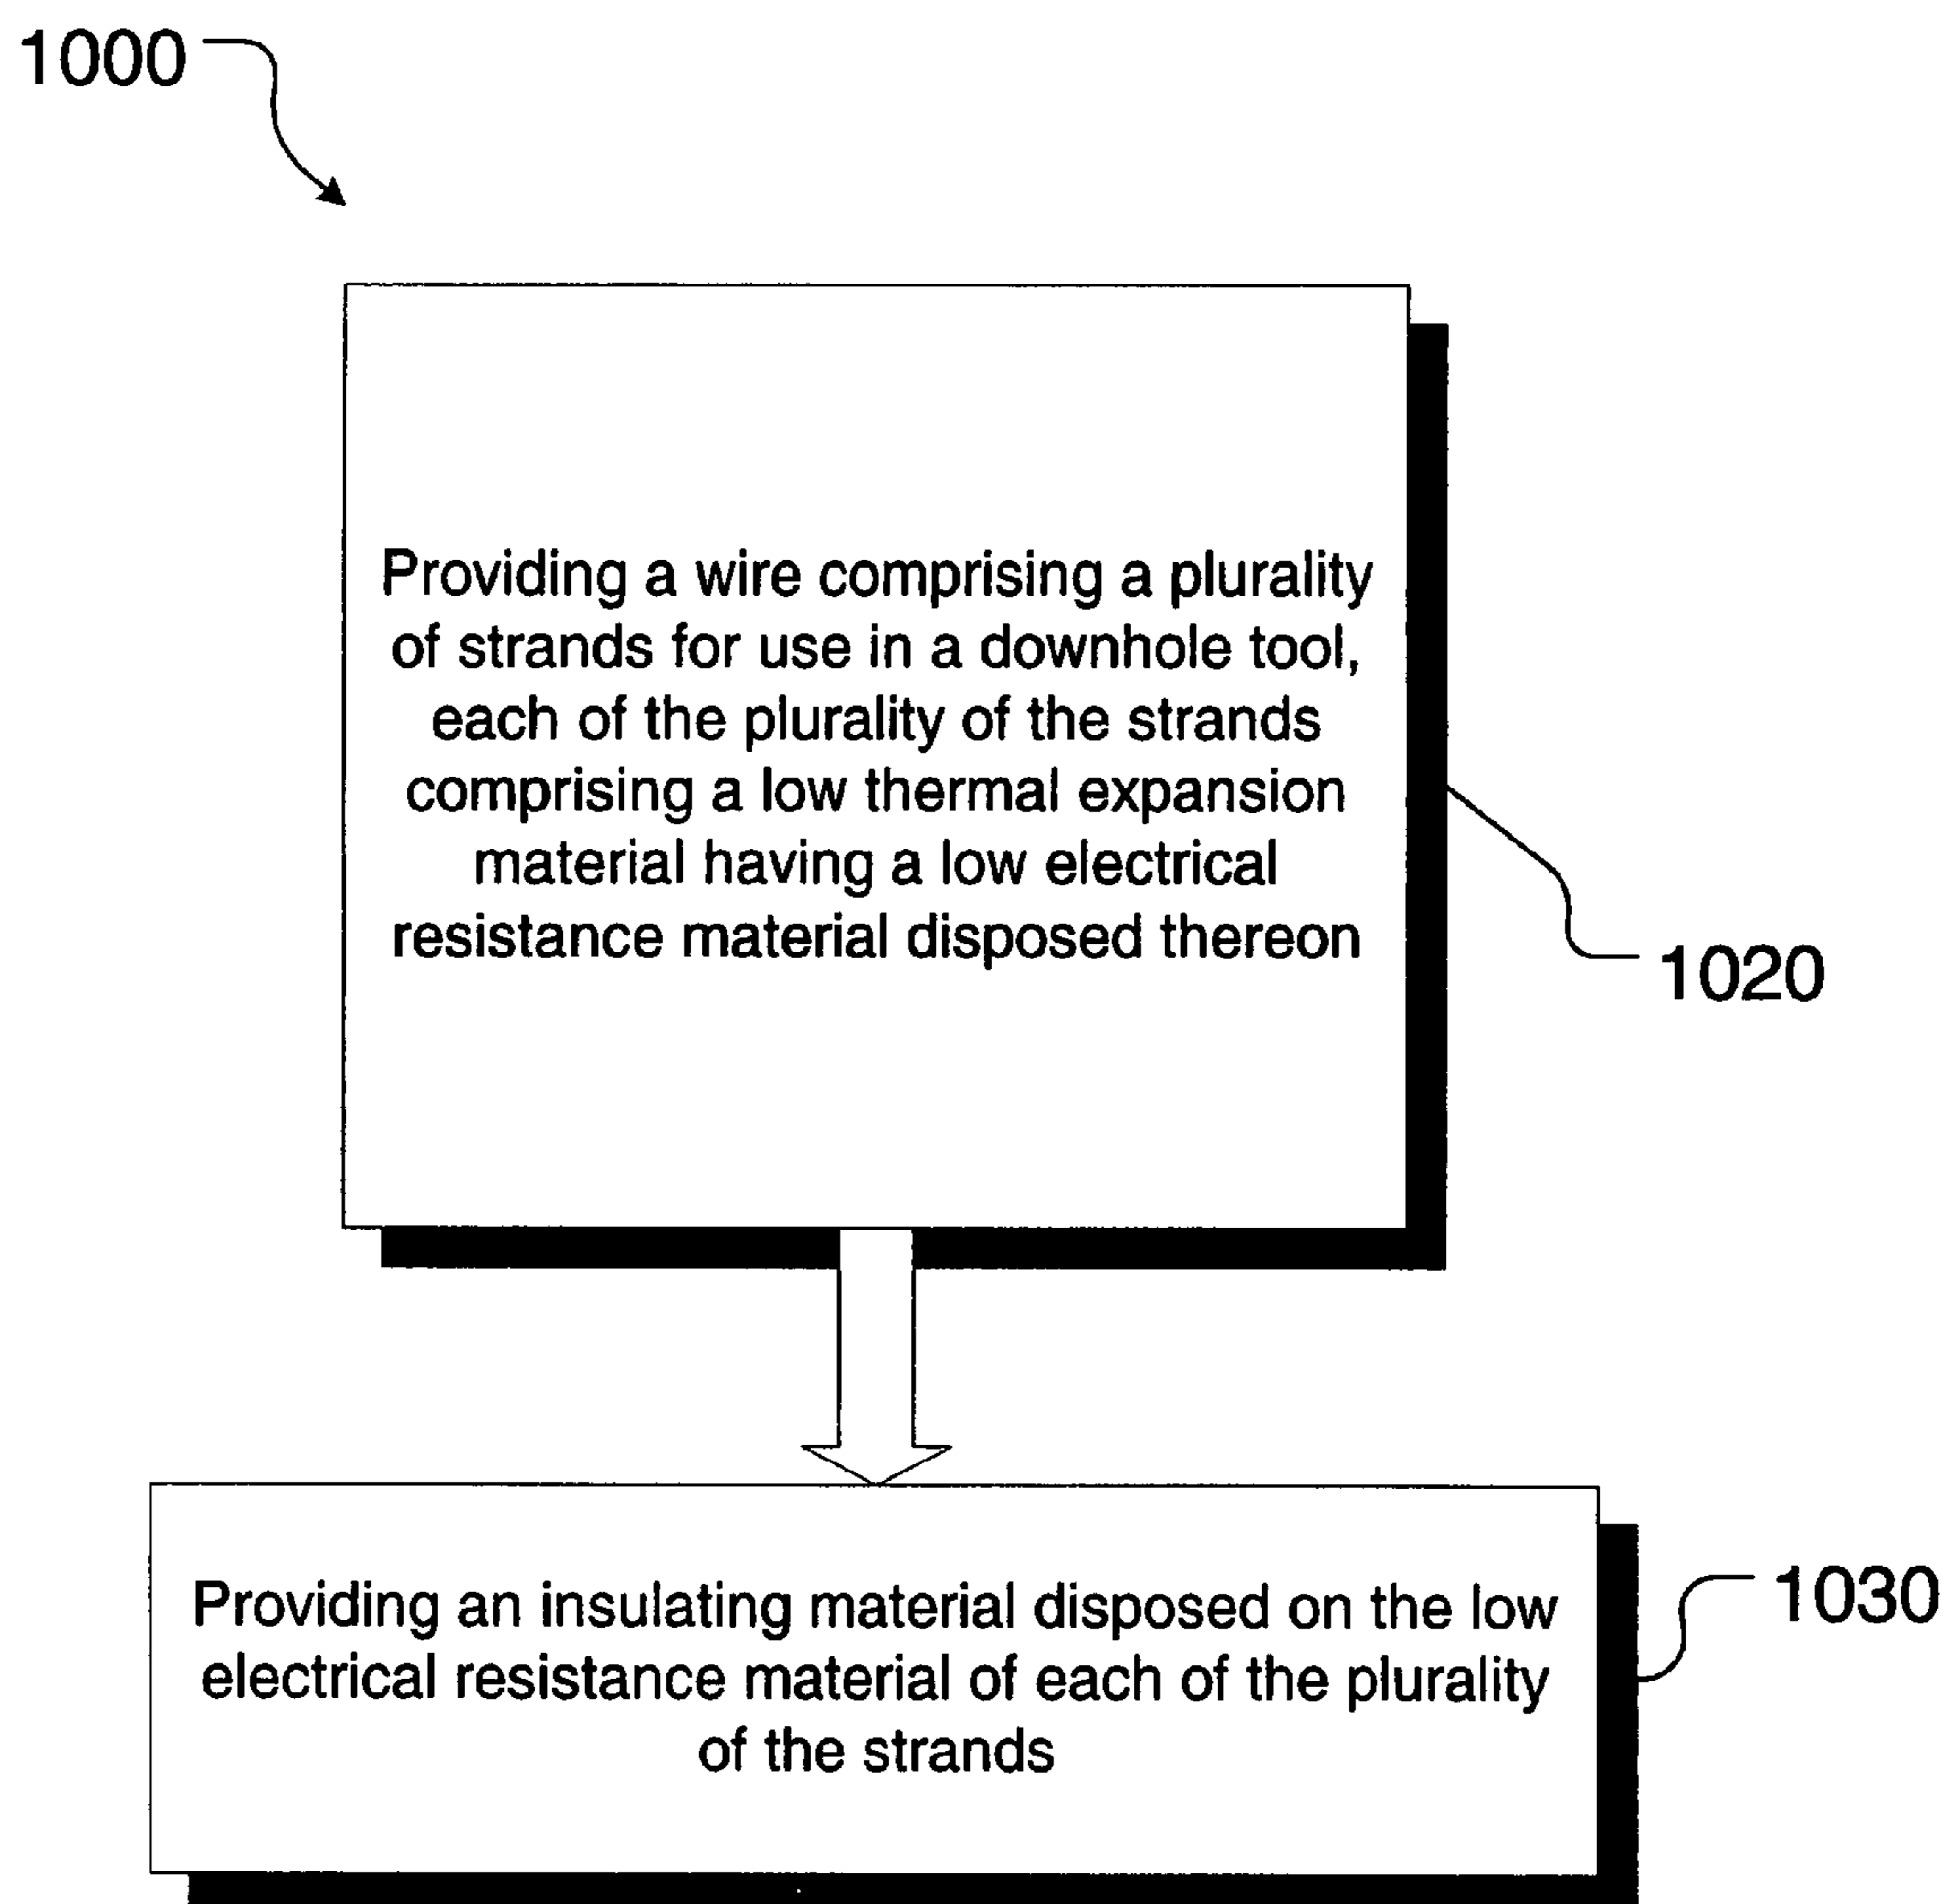 1000
Providing a wire comprising a plurality
of strands for use in a downhole tool,
each of the plurality of the strands
comprising a low thermal expansion
material having a low electrical
resistance material disposed thereon
1020
Providing an insulating material disposed on the low
electrical resistance material of each of the plurality
of the strands
1030